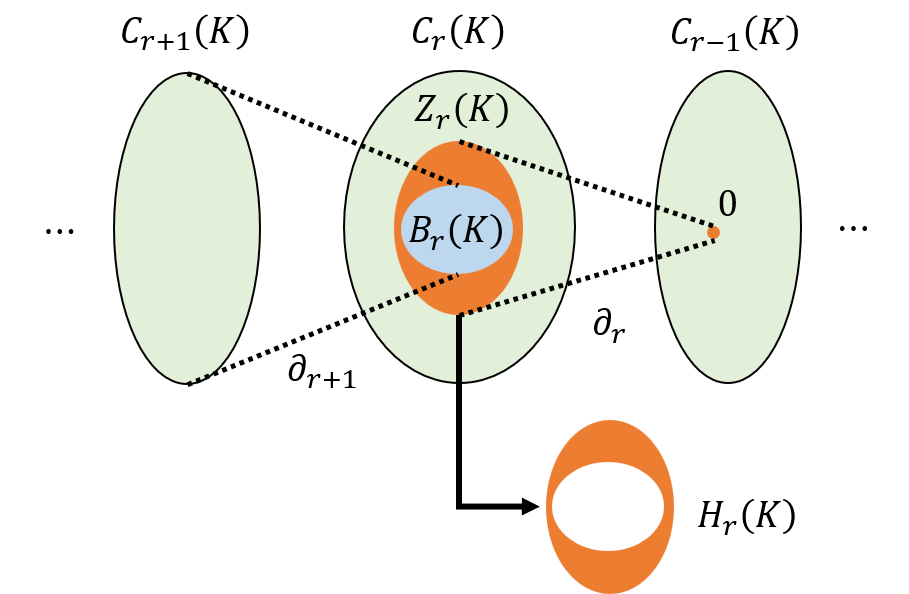 C_{r+1}(K)
C_r(K)
C_{r-1}(K)
Z_r(K)
0
...
B_r(K)
...
∂_r
∂_{r+1}
H_r(K)